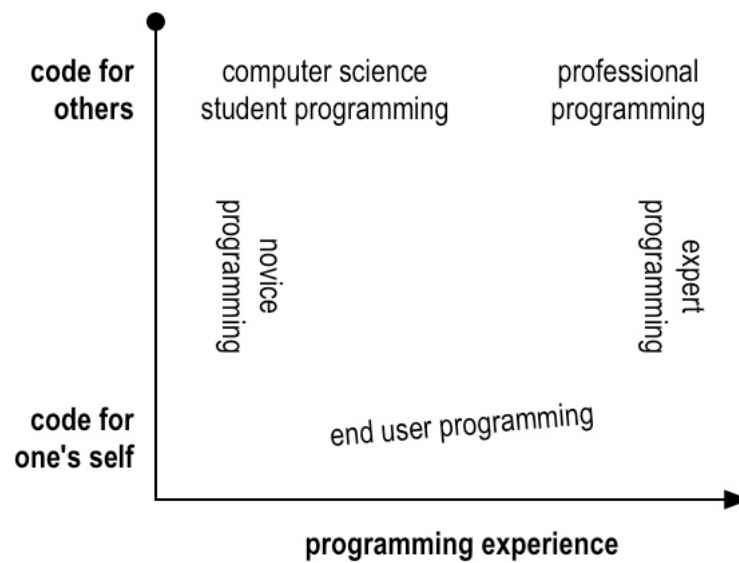 code for
others
computer science
student programming
professional
programming
novice
programming
expert
programming
code for
one's self
end user programming
programming experience